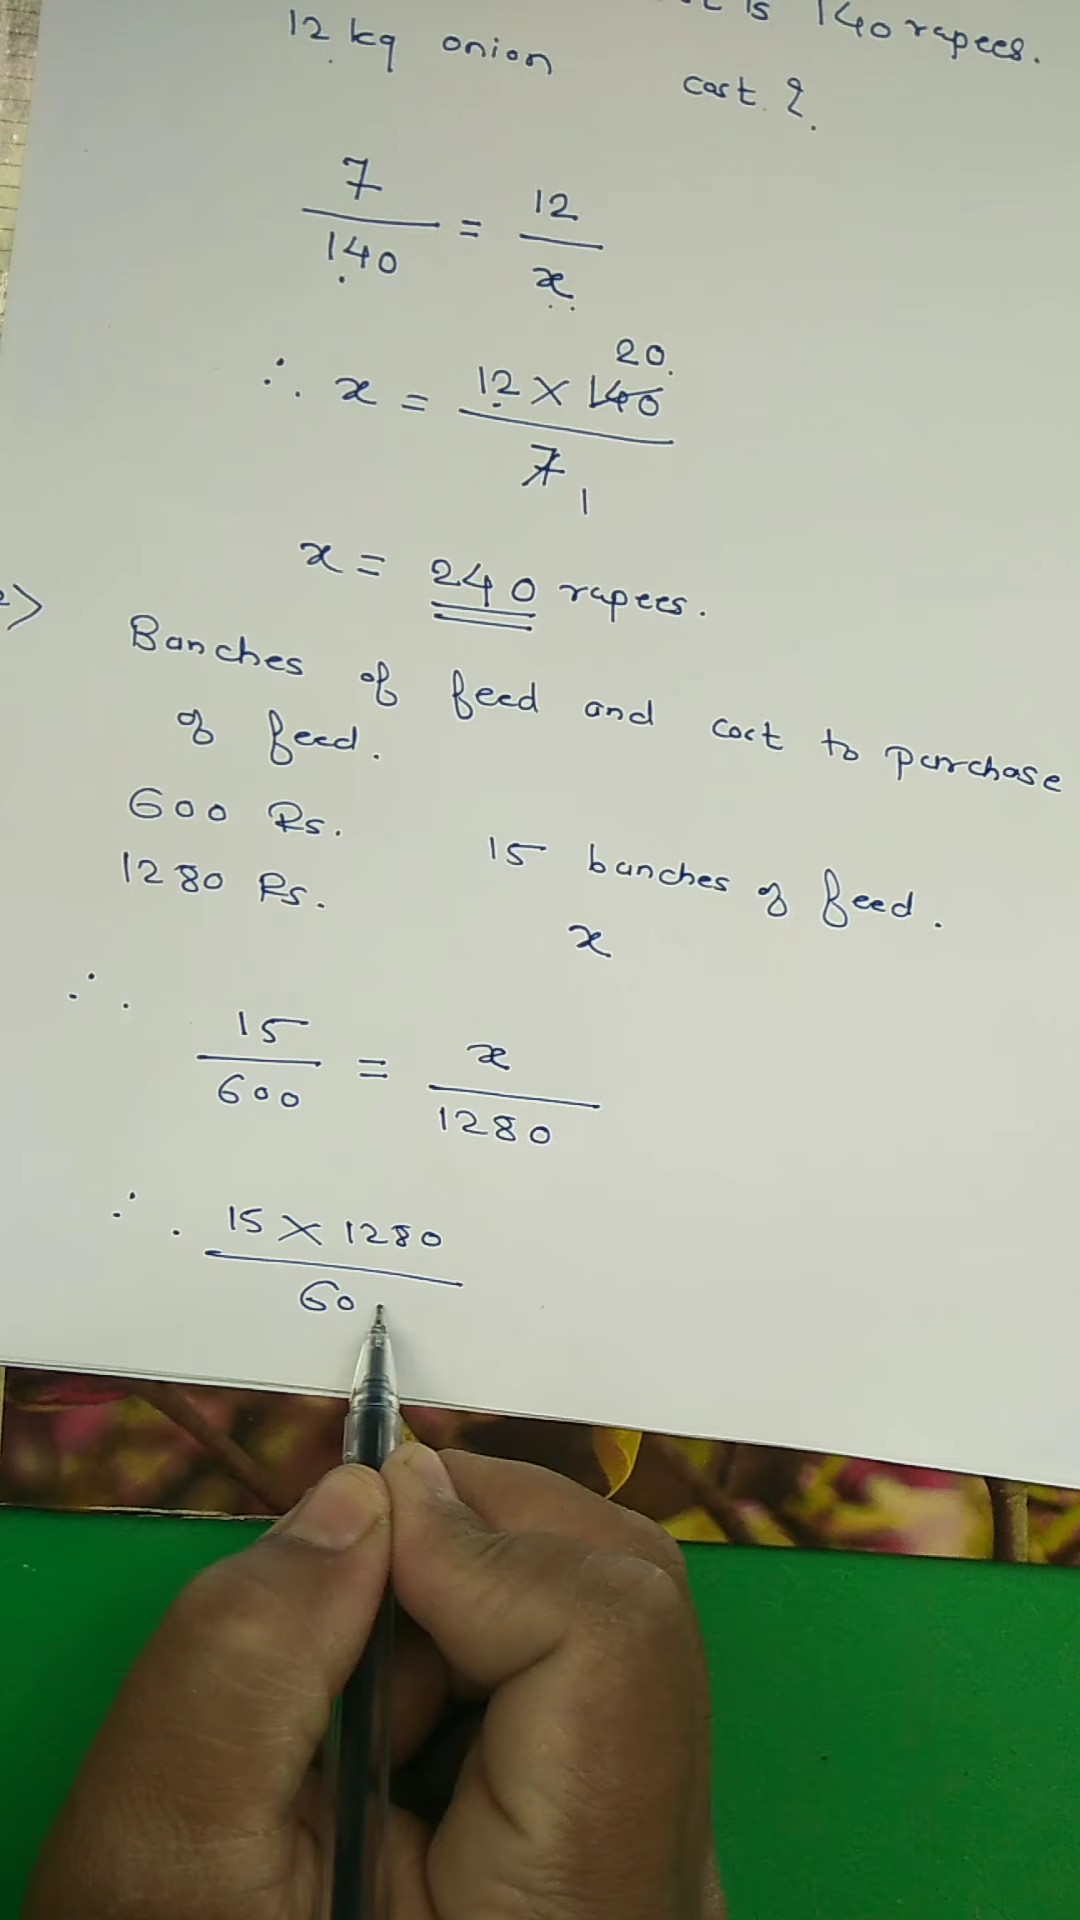 is 140 rapees.
12 kg onion cost ?.
7/140 = 12/x
20
∴ x = 12 × 140/7
1
x = 240 rapees.
>
Banches of feed and cost to purchase
of feed.
600 Rs. 15 banches of feed.
1280 Rs. x
∴ 15/600 = x/1280
∴ 15 × 1280/60